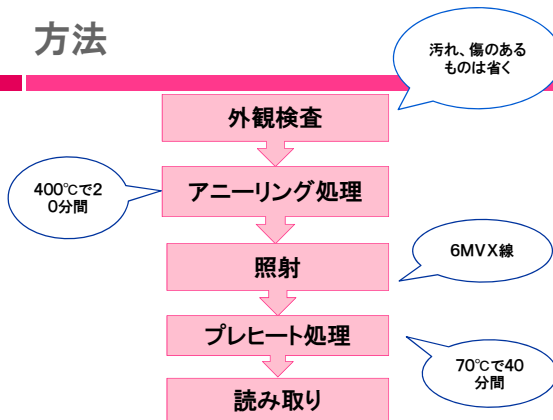 方法
汚れ、傷のある
ものは省く
外観検査
400℃で2
0分間
アニーリング処理
照射
6MVX線
プレヒート処理
70℃で40
分間
読み取り